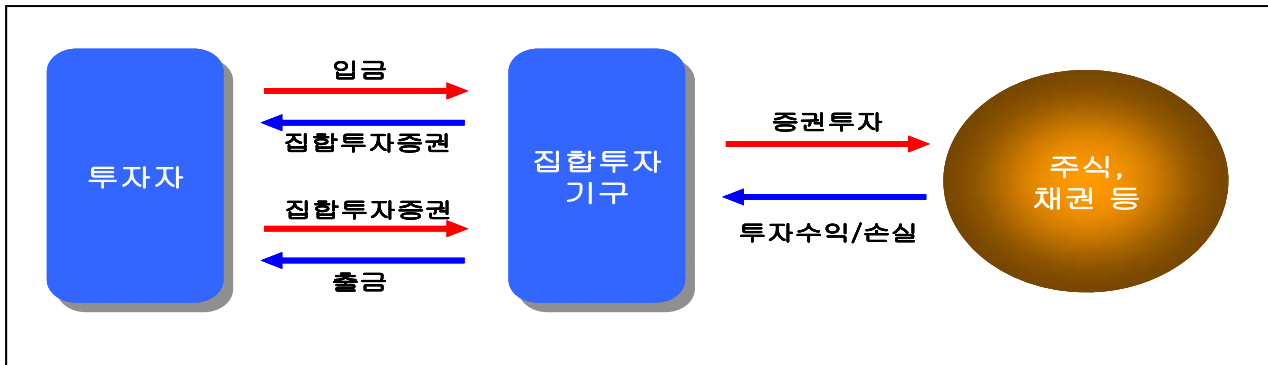 투자자
입금
집합투자증권
집합투자증권
출금
집합투자
기구
증권투자
투자수익/손실
주식,
채권 등